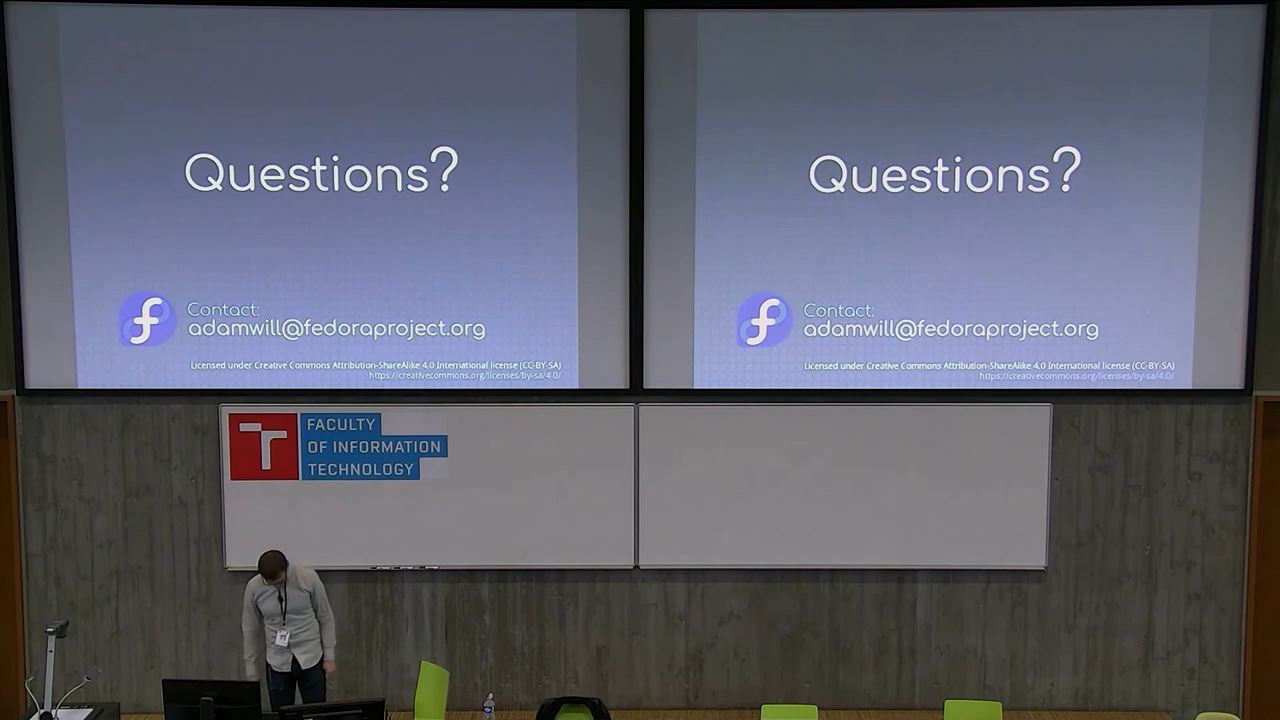 Questions?
Contact:
adamwill@fedoraproject.org
Licensed under Creative Commons Attribution-ShareAlike 4.0 International license (CC-BY-SA)
https://creativecommons.org/licenses/by-sa/4.0/
Questions?
Contact:
adamwill@fedoraproject.org
Licensed under Creative Commons Attribution-ShareAlike 4.0 International license (CC-BY-SA)
https://creativecommons.org/licenses/by-sa/4.0/
FACULTY
OF INFORMATION
TECHNOLOGY